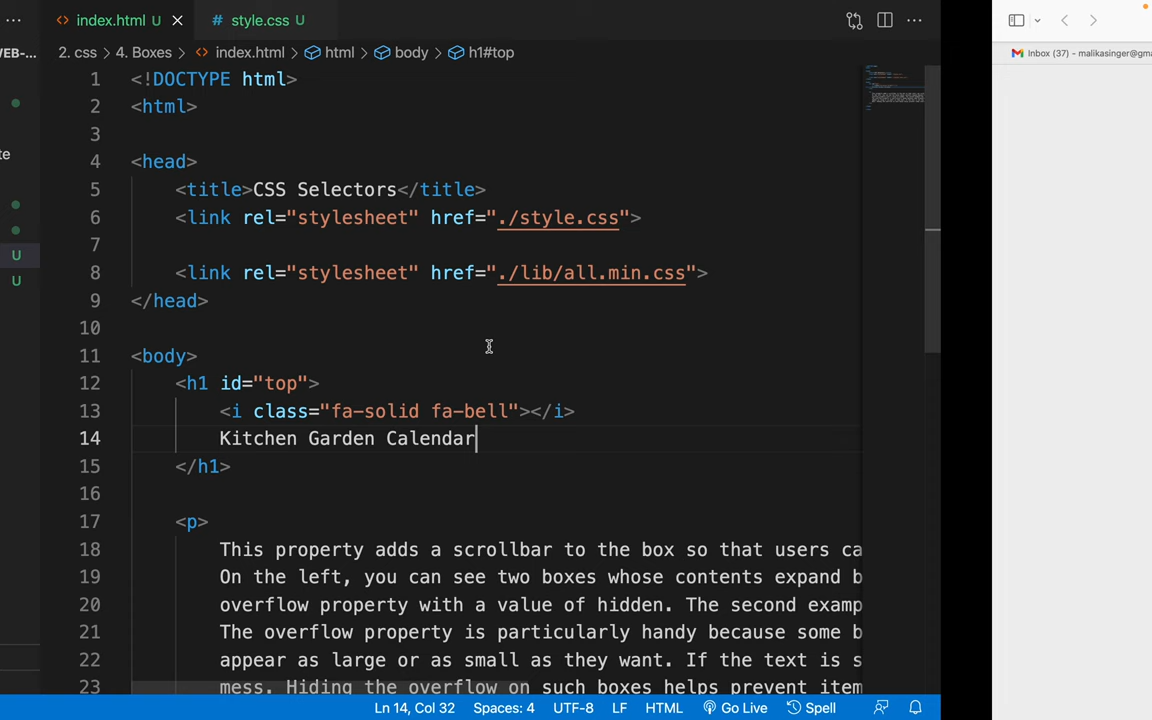 index.html U
# style.css U
WEB-...
2. css > 4. Boxes > index.html > html > body > h1#top
Inbox (37) - malikasinger@gma
te
U
U
1 <!DOCTYPE html>
2 <html>
3
4 <head>
5 <title>CSS Selectors</title>
6 <link rel="stylesheet" href="./style.css">
7
8 <link rel="stylesheet" href="./lib/all.min.css">
9 </head>
10
11 <body>
12 <h1 id="top">
13 <i class="fa-solid fa-bell"></i>
14 Kitchen Garden Calendar
15 </h1>
16
17 <p>
18 This property adds a scrollbar to the box so that users ca
19 On the left, you can see two boxes whose contents expand b
20 overflow property with a value of hidden. The second examp
21 The overflow property is particularly handy because some b
22 appear as large or as small as they want. If the text is s
23 mess. Hiding the overflow on such boxes helps prevent item
Ln 14, Col 32 Spaces: 4 UTF-8 LF HTML Go Live Spell